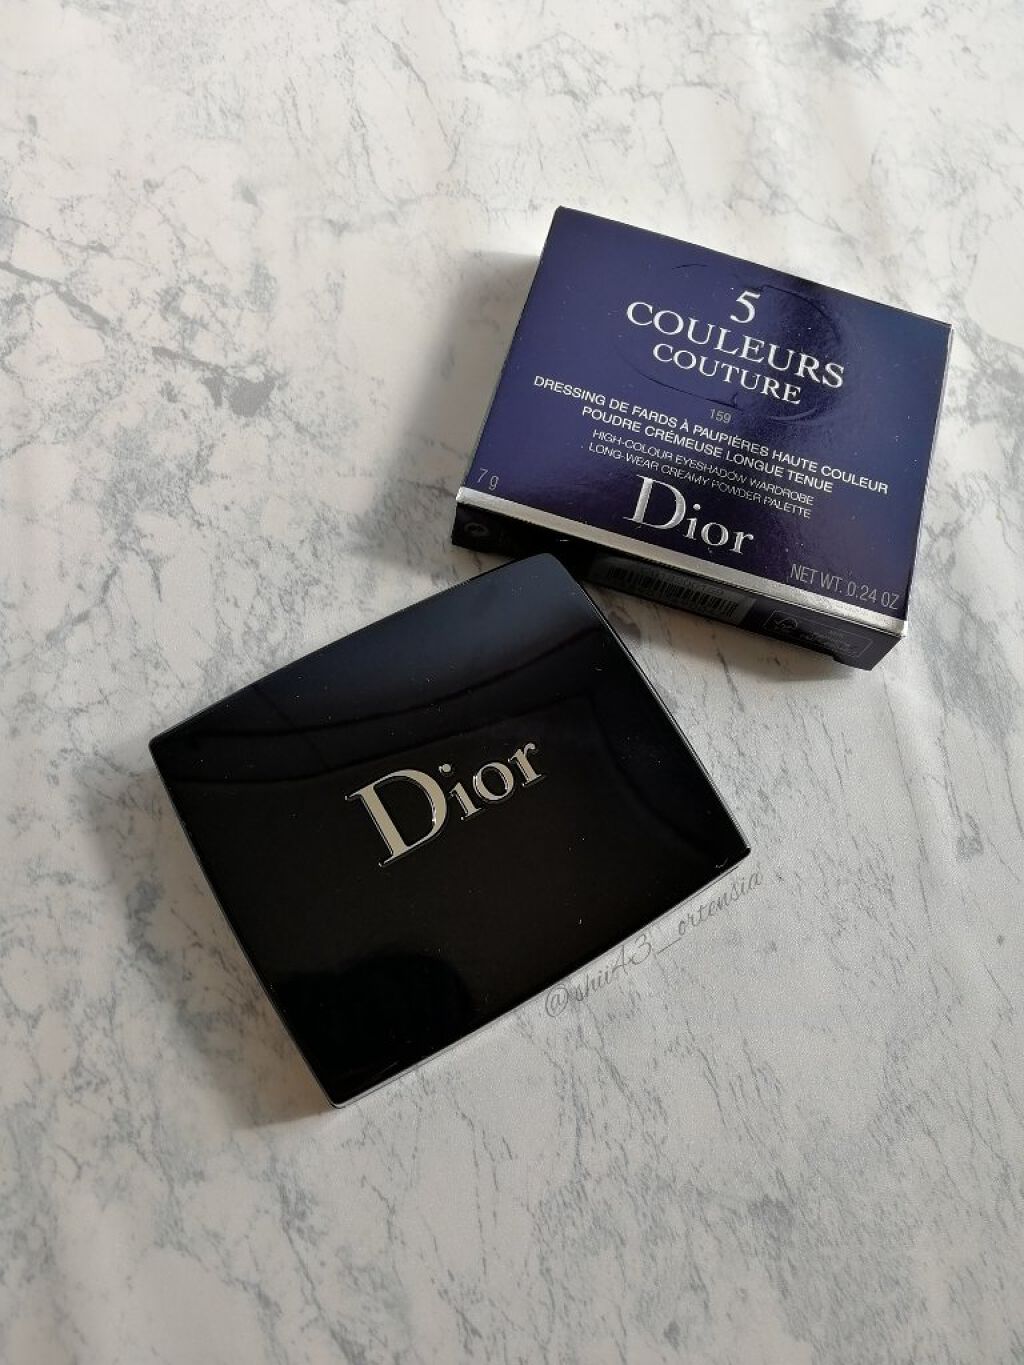 5
COULEURS
COUTURE
159
DRESSING DE FARDS À PAUPIÈRES HAUTE COULEUR
POUDRE CRÉMEUSE LONGUE TENUE
HIGH-COLOUR EYESHADOW WARDROBE
LONG-WEAR CREAMY POWDER PALETTE
7 g
Dior
NET WT. 0.24 OZ
Dior
@shii43_ortensia